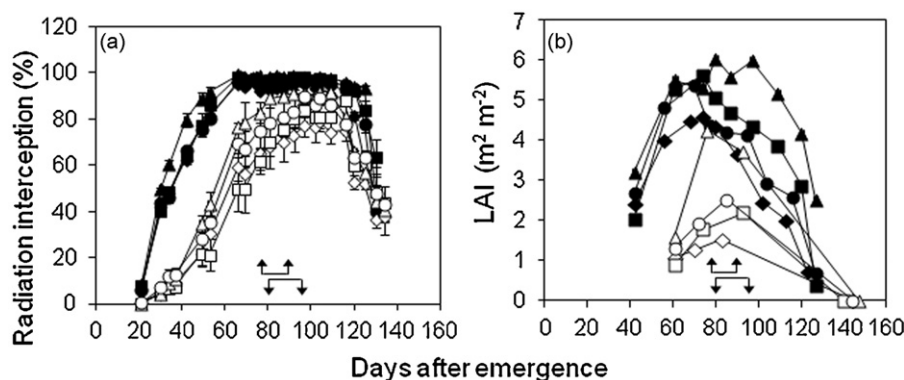 (a)
Radiation interception (%)
120
100
80
60
40
20
0
0 20 40 60 80 100 120 140 160
(b)
LAI (m² m⁻²)
7
6
5
4
3
2
1
0
0 20 40 60 80 100 120 140 160
Days after emergence